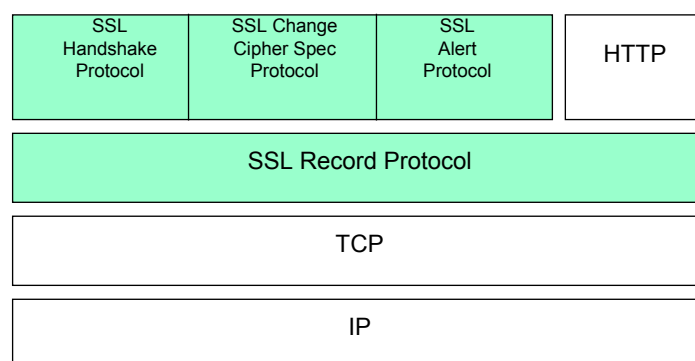 SSL
Handshake
Protocol
SSL Change
Cipher Spec
Protocol
SSL
Alert
Protocol
HTTP
SSL Record Protocol
TCP
IP